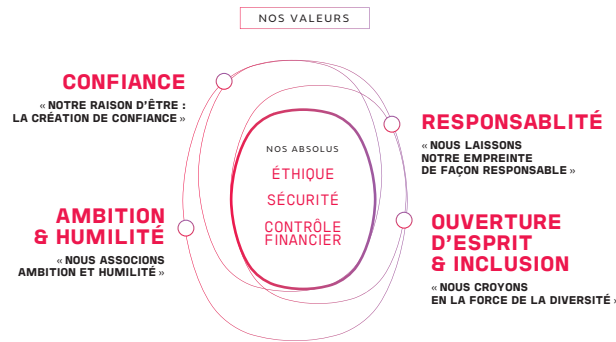 NOS VALEURS
CONFIANCE
« NOTRE RAISON D'ÊTRE :
LA CRÉATION DE CONFIANCE »
RESPONSABLITÉ
« NOUS LAISSONS
NOTRE EMPREINTE
DE FAÇON RESPONSABLE »
NOS ABSOLUS
ÉTHIQUE
SÉCURITÉ
CONTRÔLE
FINANCIER
AMBITION
& HUMILITÉ
« NOUS ASSOCIONS
AMBITION ET HUMILITÉ »
OUVERTURE
D'ESPRIT
& INCLUSION
« NOUS CROYONS
EN LA FORCE DE LA DIVERSITÉ »